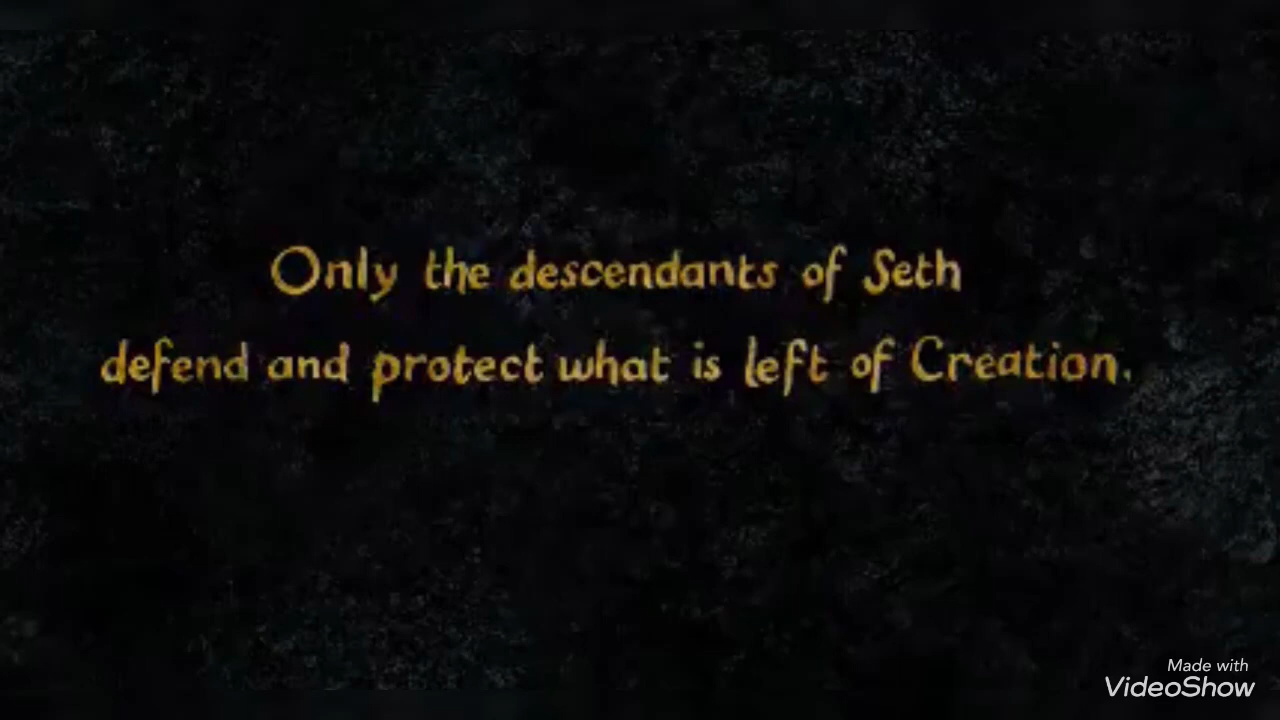 Only the descendants of Seth
defend and protect what is left of Creation.
Made with
VideoShow